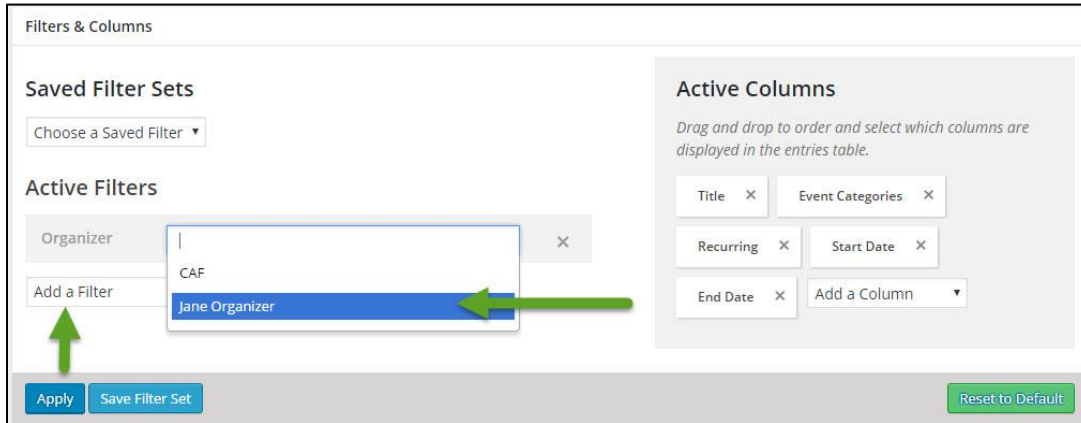 Filters & Columns
Saved Filter Sets
Choose a Saved Filter
Active Filters
Organizer
CAF
Jane Organizer
Add a Filter
Active Columns
Drag and drop to order and select which columns are
displayed in the entries table.
Title × Event Categories ×
Recurring × Start Date ×
End Date × Add a Column
Apply Save Filter Set Reset to Default